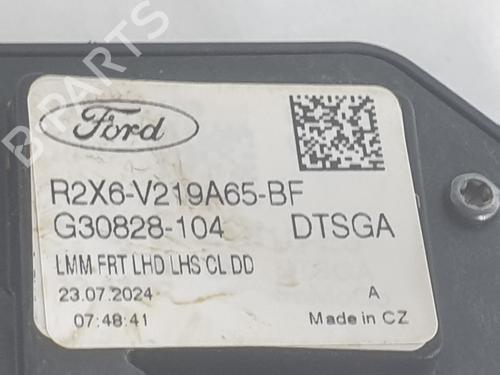 B PARTS
Ford
R2X6-V219A65-BF
G30828-104 DTSGA
LMM FRT LHD LHS CL DD
23.07.2024 A
07:48:41 Made in CZ